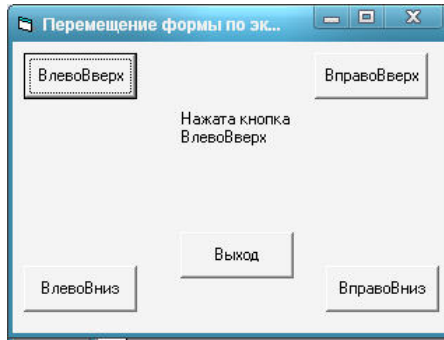 Перемещение формы по эк...
ВлевоВверх
ВправоВверх
Нажата кнопка
ВлевоВверх
Выход
ВлевоВниз
ВправоВниз